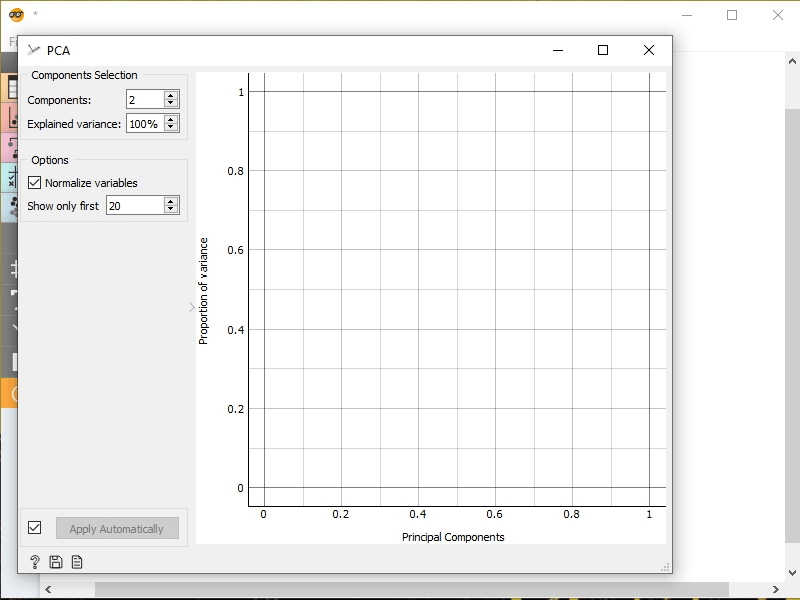 *
PCA
Components Selection
Components: 2
Explained variance: 100%
Options
Normalize variables
Show only first 20
Apply Automatically
?
Proportion of variance
1
0.8
0.6
0.4
0.2
0
0 0.2 0.4 0.6 0.8 1
Principal Components